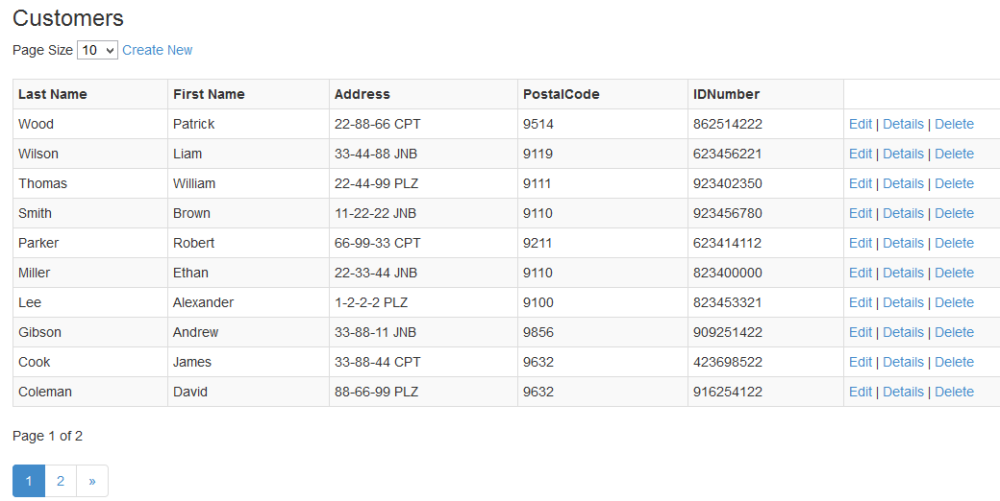 Customers
Page Size 10 Create New
Last Name First Name Address PostalCode IDNumber
Wood Patrick 22-88-66 CPT 9514 862514222 Edit | Details | Delete
Wilson Liam 33-44-88 JNB 9119 623456221 Edit | Details | Delete
Thomas William 22-44-99 PLZ 9111 923402350 Edit | Details | Delete
Smith Brown 11-22-22 JNB 9110 923456780 Edit | Details | Delete
Parker Robert 66-99-33 CPT 9211 623414112 Edit | Details | Delete
Miller Ethan 22-33-44 JNB 9110 823400000 Edit | Details | Delete
Lee Alexander 1-2-2-2 PLZ 9100 823453321 Edit | Details | Delete
Gibson Andrew 33-88-11 JNB 9856 909251422 Edit | Details | Delete
Cook James 33-88-44 CPT 9632 423698522 Edit | Details | Delete
Coleman David 88-66-99 PLZ 9632 916254122 Edit | Details | Delete
Page 1 of 2
1 2 »